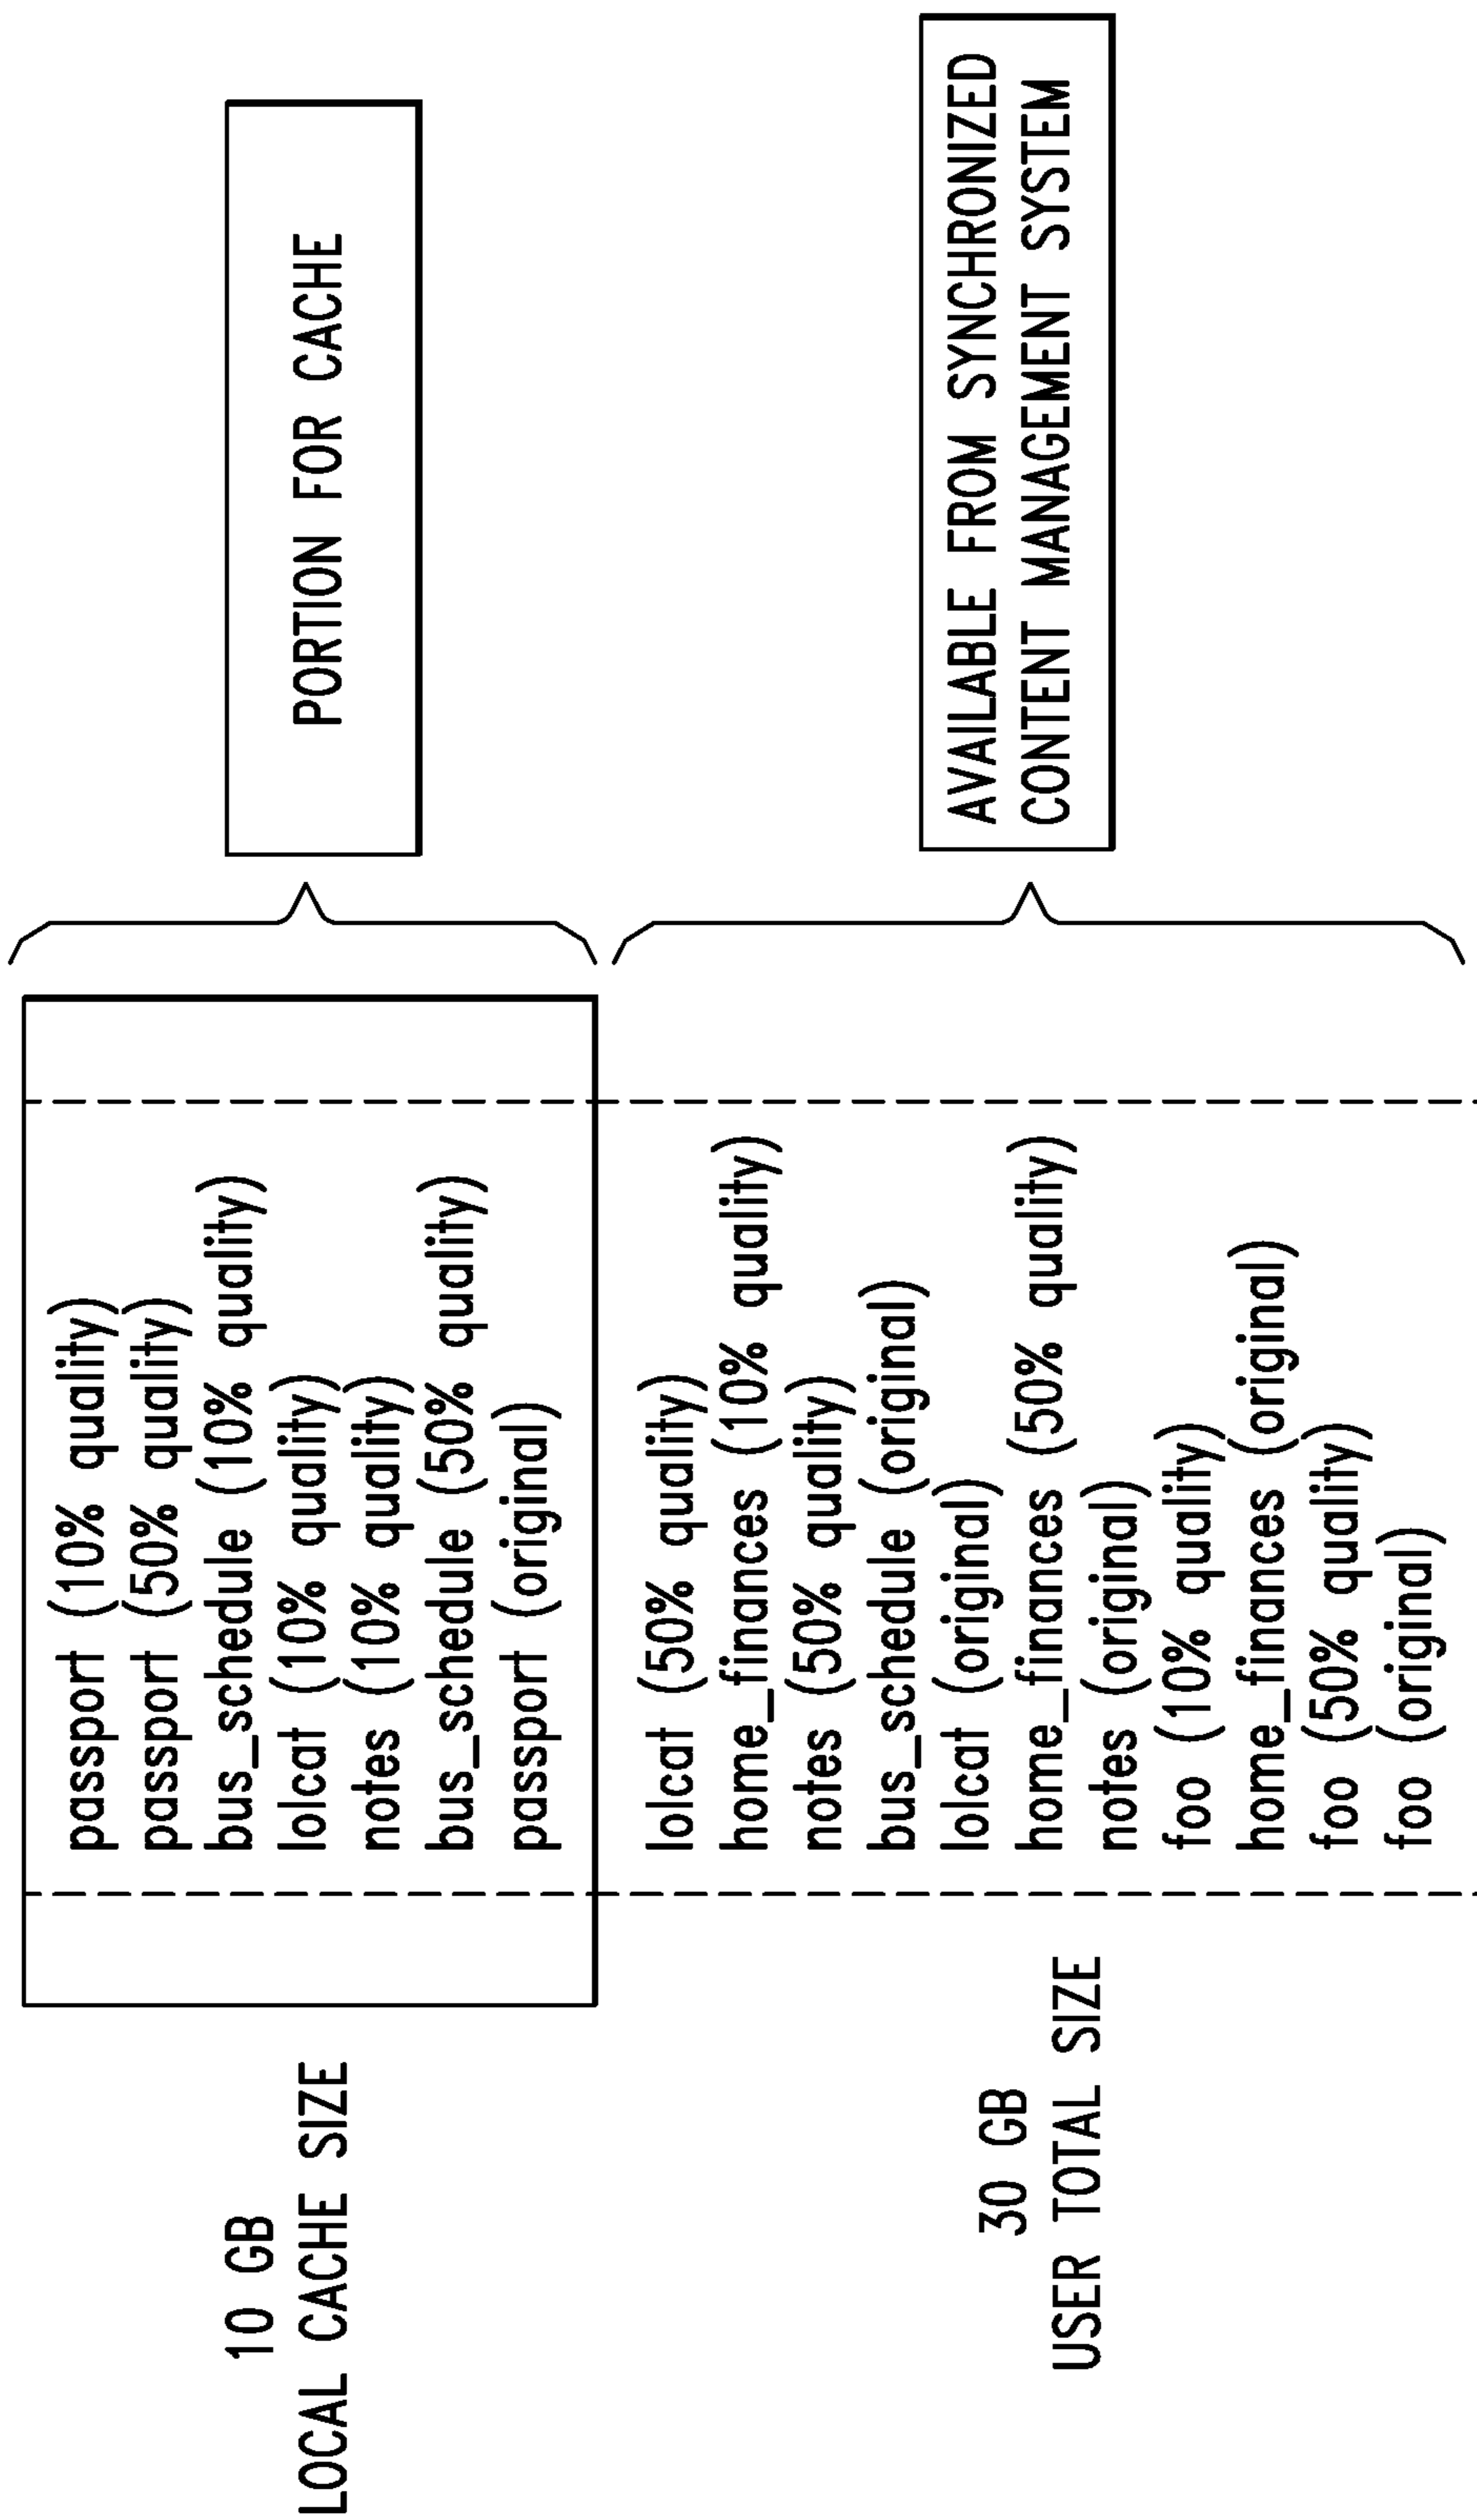 10 GB
LOCAL CACHE SIZE
passport (10% quality)
passport (50% quality)
bus_schedule (10% quality)
lolcat (10% quality)
notes (10% quality)
bus_schedule (50% quality)
passport (original)
PORTION FOR CACHE
30 GB
USER TOTAL SIZE
lolcat (50% quality)
home_finances (10% quality)
notes (50% quality)
bus_schedule (original)
lolcat (original)
home_finances (50% quality)
notes (original)
foo (10% quality)
home_finances (original)
foo (50% quality)
foo (original)
AVAILABLE FROM SYNCHRONIZED
CONTENT MANAGEMENT SYSTEM